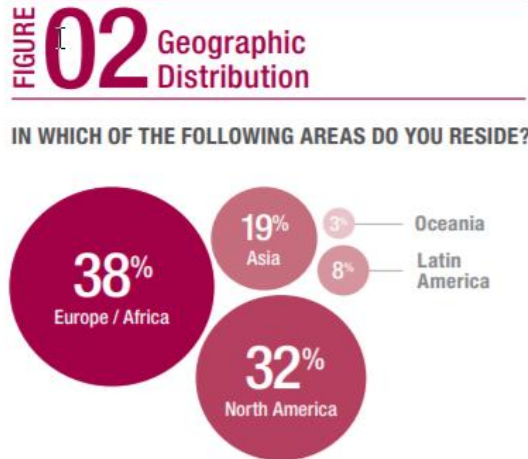 FIGURE
02
Geographic
Distribution
IN WHICH OF THE FOLLOWING AREAS DO YOU RESIDE?
38%
Europe / Africa
19%
Asia
3%
Oceania
8%
Latin
America
32%
North America